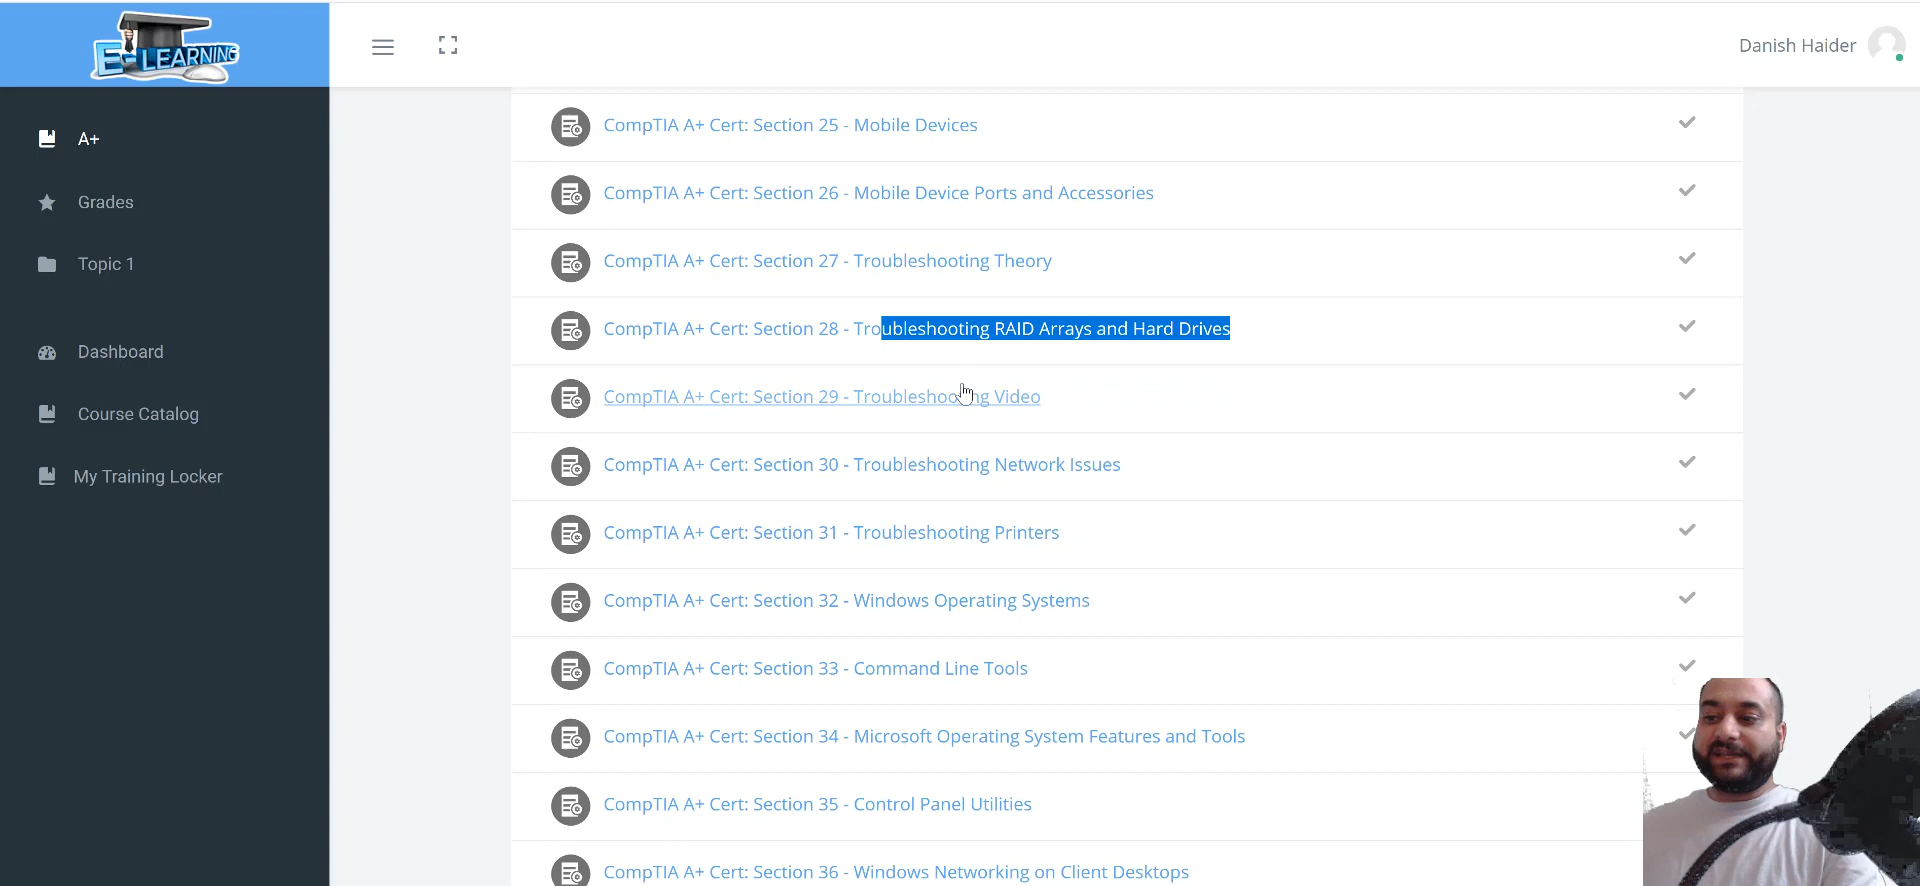 E-LEARNING
Danish Haider
A+
Grades
Topic 1
Dashboard
Course Catalog
My Training Locker
CompTIA A+ Cert: Section 25 - Mobile Devices
CompTIA A+ Cert: Section 26 - Mobile Device Ports and Accessories
CompTIA A+ Cert: Section 27 - Troubleshooting Theory
CompTIA A+ Cert: Section 28 - Troubleshooting RAID Arrays and Hard Drives
CompTIA A+ Cert: Section 29 - Troubleshooting Video
CompTIA A+ Cert: Section 30 - Troubleshooting Network Issues
CompTIA A+ Cert: Section 31 - Troubleshooting Printers
CompTIA A+ Cert: Section 32 - Windows Operating Systems
CompTIA A+ Cert: Section 33 - Command Line Tools
CompTIA A+ Cert: Section 34 - Microsoft Operating System Features and Tools
CompTIA A+ Cert: Section 35 - Control Panel Utilities
CompTIA A+ Cert: Section 36 - Windows Networking on Client Desktops